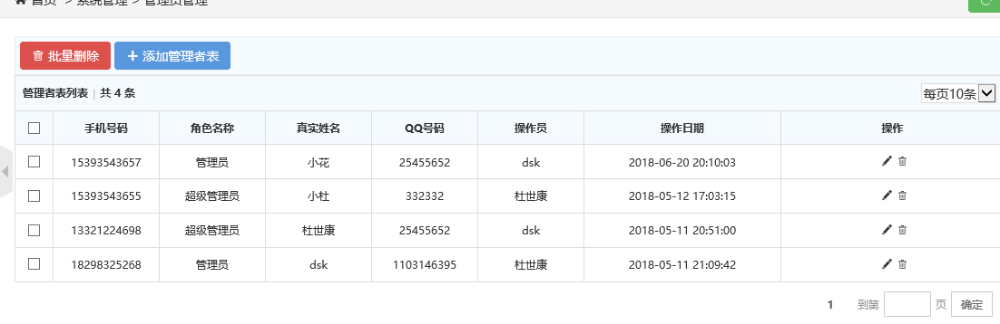 首页 > 系统管理 > 管理员管理
批量删除 添加管理者表
管理者表列表 | 共 4 条 每页10条
手机号码 角色名称 真实姓名 QQ号码 操作员 操作日期 操作
15393543657 管理员 小花 25455652 dsk 2018-06-20 20:10:03
15393543655 超级管理员 小杜 332332 杜世康 2018-05-12 17:03:15
13321224698 超级管理员 杜世康 25455652 dsk 2018-05-11 20:51:00
18298325268 管理员 dsk 1103146395 杜世康 2018-05-11 21:09:42
1 到第 页 确定